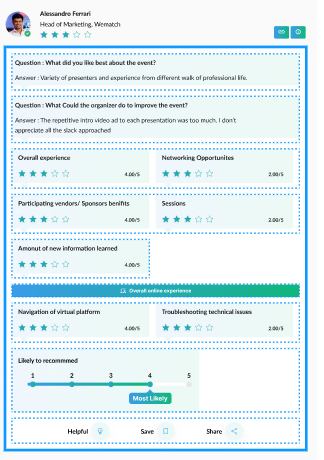 Alessandro Ferrari
Head of Marketing, Wematch
Question : What did you like best about the event?
Answer : Variety of presenters and experience from different walk of professional life.
Question : What Could the organizer do to improve the event?
Answer : The repetitive intro video ad to each presentation was too much. I don't
appreciate all the slack approached
Overall experience
4.00/5
Networking Opportunites
2.00/5
Participating vendors/ Sponsors benifits
4.00/5
Sessions
2.00/5
Amonut of new information learned
4.00/5
Overall online experience
Navigation of virtual platform
4.00/5
Troubleshooting technical issues
2.00/5
Likely to recommmed
1 2 3 4 5
Most Likely
Helpful Save Share